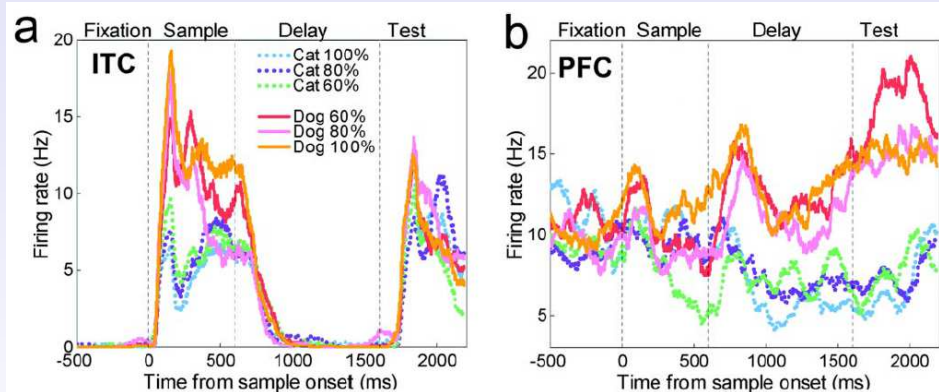 a
Fixation Sample Delay Test
ITC
Firing rate (Hz)
20
15
10
5
0
Cat 100%
Cat 80%
Cat 60%
Dog 60%
Dog 80%
Dog 100%
-500 0 500 1000 1500 2000
Time from sample onset (ms)
b
Fixation Sample Delay Test
PFC
Firing rate (Hz)
20
15
10
5
-500 0 500 1000 1500 2000
Time from sample onset (ms)